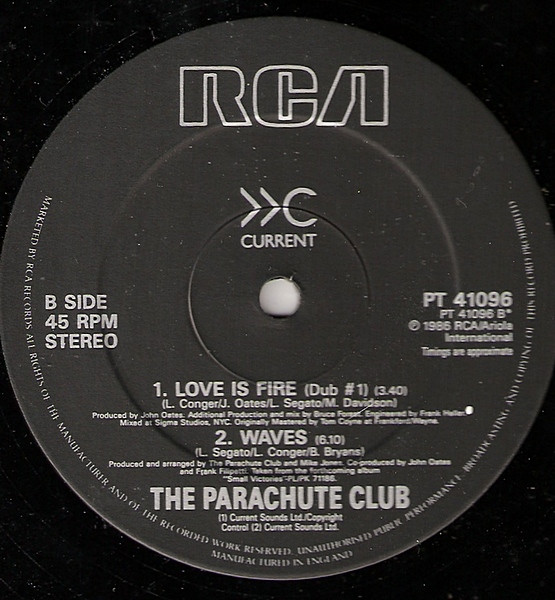 RCA
CURRENT
B SIDE
45 RPM
STEREO
PT 41096
PT 41096 B*
℗ 1986 RCA/Ariola
International
Timings are approximate
1. LOVE IS FIRE (Dub #1) (3.40)
(L. Conger/J. Oates/L. Segato/M. Davidson)
Produced by John Oates. Additional Production and mix by Bruce Forest. Engineered by Frank Heller.
Mixed at Sigma Studios, NYC. Originally Mastered by Tom Coyne at Frankford/Wayne.
2. WAVES (6.10)
(L. Segato/L. Conger/B. Bryans)
Produced and arranged by The Parachute Club and Mike Jones. Co-produced by John Oates
and Frank Filipetti. Taken from the forthcoming album
"Small Victories"-PL/PK 71186.
THE PARACHUTE CLUB
(1) Current Sounds Ltd./Copyright
Control (2) Current Sounds Ltd.
MARKETED BY RCA RECORDS. ALL RIGHTS OF THE MANUFACTURER AND OF THE OWNER OF THE RECORDED WORK RESERVED. UNAUTHORISED PUBLIC PERFORMANCE, BROADCASTING AND COPYING OF THIS RECORD PROHIBITED
MANUFACTURED IN ENGLAND